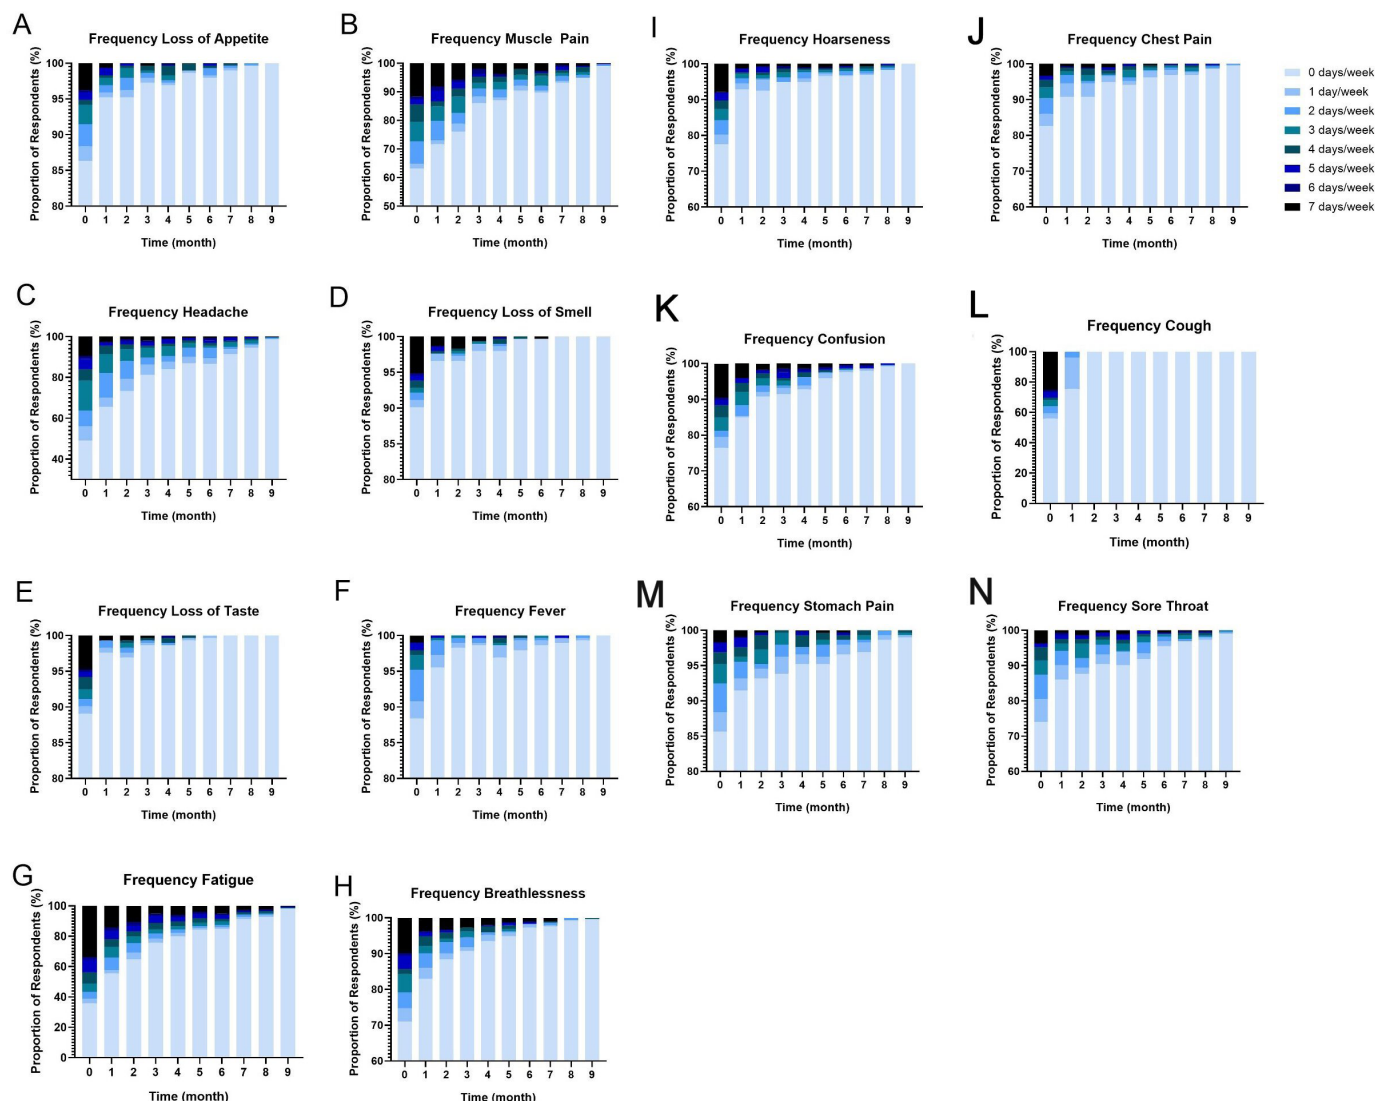 A
Frequency Loss of Appetite
Proportion of Respondents (%)
100
95
90
85
80
0 1 2 3 4 5 6 7 8 9
Time (month)
B
Frequency Muscle Pain
Proportion of Respondents (%)
100
90
80
70
60
50
0 1 2 3 4 5 6 7 8 9
Time (month)
I
Frequency Hoarseness
Proportion of Respondents (%)
100
90
80
70
60
0 1 2 3 4 5 6 7 8 9
Time (month)
J
Frequency Chest Pain
Proportion of Respondents (%)
100
90
80
70
60
0 1 2 3 4 5 6 7 8 9
Time (month)
0 days/week
1 day/week
2 days/week
3 days/week
4 days/week
5 days/week
6 days/week
7 days/week
C
Frequency Headache
Proportion of Respondents (%)
100
80
60
40
0 1 2 3 4 5 6 7 8 9
Time (month)
D
Frequency Loss of Smell
Proportion of Respondents (%)
100
95
90
85
80
0 1 2 3 4 5 6 7 8 9
Time (month)
K
Frequency Confusion
Proportion of Respondents (%)
100
90
80
70
60
0 1 2 3 4 5 6 7 8 9
Time (month)
L
Frequency Cough
Proportion of Respondents (%)
100
80
60
40
20
0
0 1 2 3 4 5 6 7 8 9
Time (month)
E
Frequency Loss of Taste
Proportion of Respondents (%)
100
95
90
85
80
0 1 2 3 4 5 6 7 8 9
Time (month)
F
Frequency Fever
Proportion of Respondents (%)
100
95
90
85
80
0 1 2 3 4 5 6 7 8 9
Time (month)
M
Frequency Stomach Pain
Proportion of Respondents (%)
100
95
90
85
80
0 1 2 3 4 5 6 7 8 9
Time (month)
N
Frequency Sore Throat
Proportion of Respondents (%)
100
90
80
70
60
0 1 2 3 4 5 6 7 8 9
Time (month)
G
Frequency Fatigue
Proportion of Respondents (%)
100
80
60
40
20
0
0 1 2 3 4 5 6 7 8 9
Time (month)
H
Frequency Breathlessness
Proportion of Respondents (%)
100
90
80
70
60
0 1 2 3 4 5 6 7 8 9
Time (month)